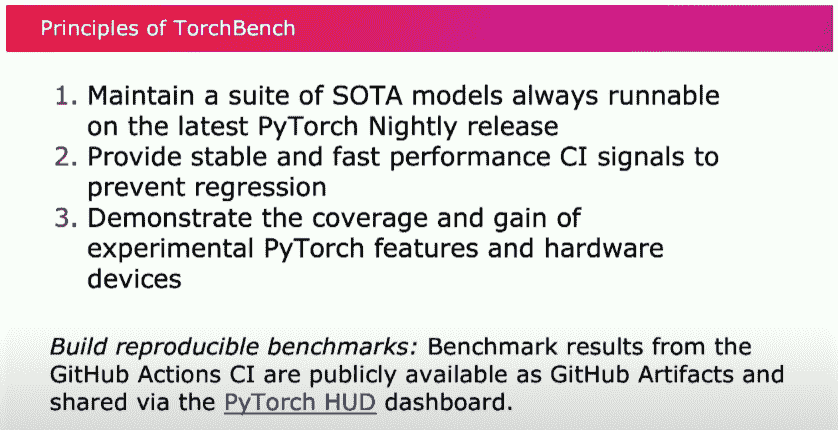 Principles of TorchBench
1. Maintain a suite of SOTA models always runnable
on the latest PyTorch Nightly release
2. Provide stable and fast performance CI signals to
prevent regression
3. Demonstrate the coverage and gain of
experimental PyTorch features and hardware
devices
Build reproducible benchmarks: Benchmark results from the
GitHub Actions CI are publicly available as GitHub Artifacts and
shared via the PyTorch HUD dashboard.